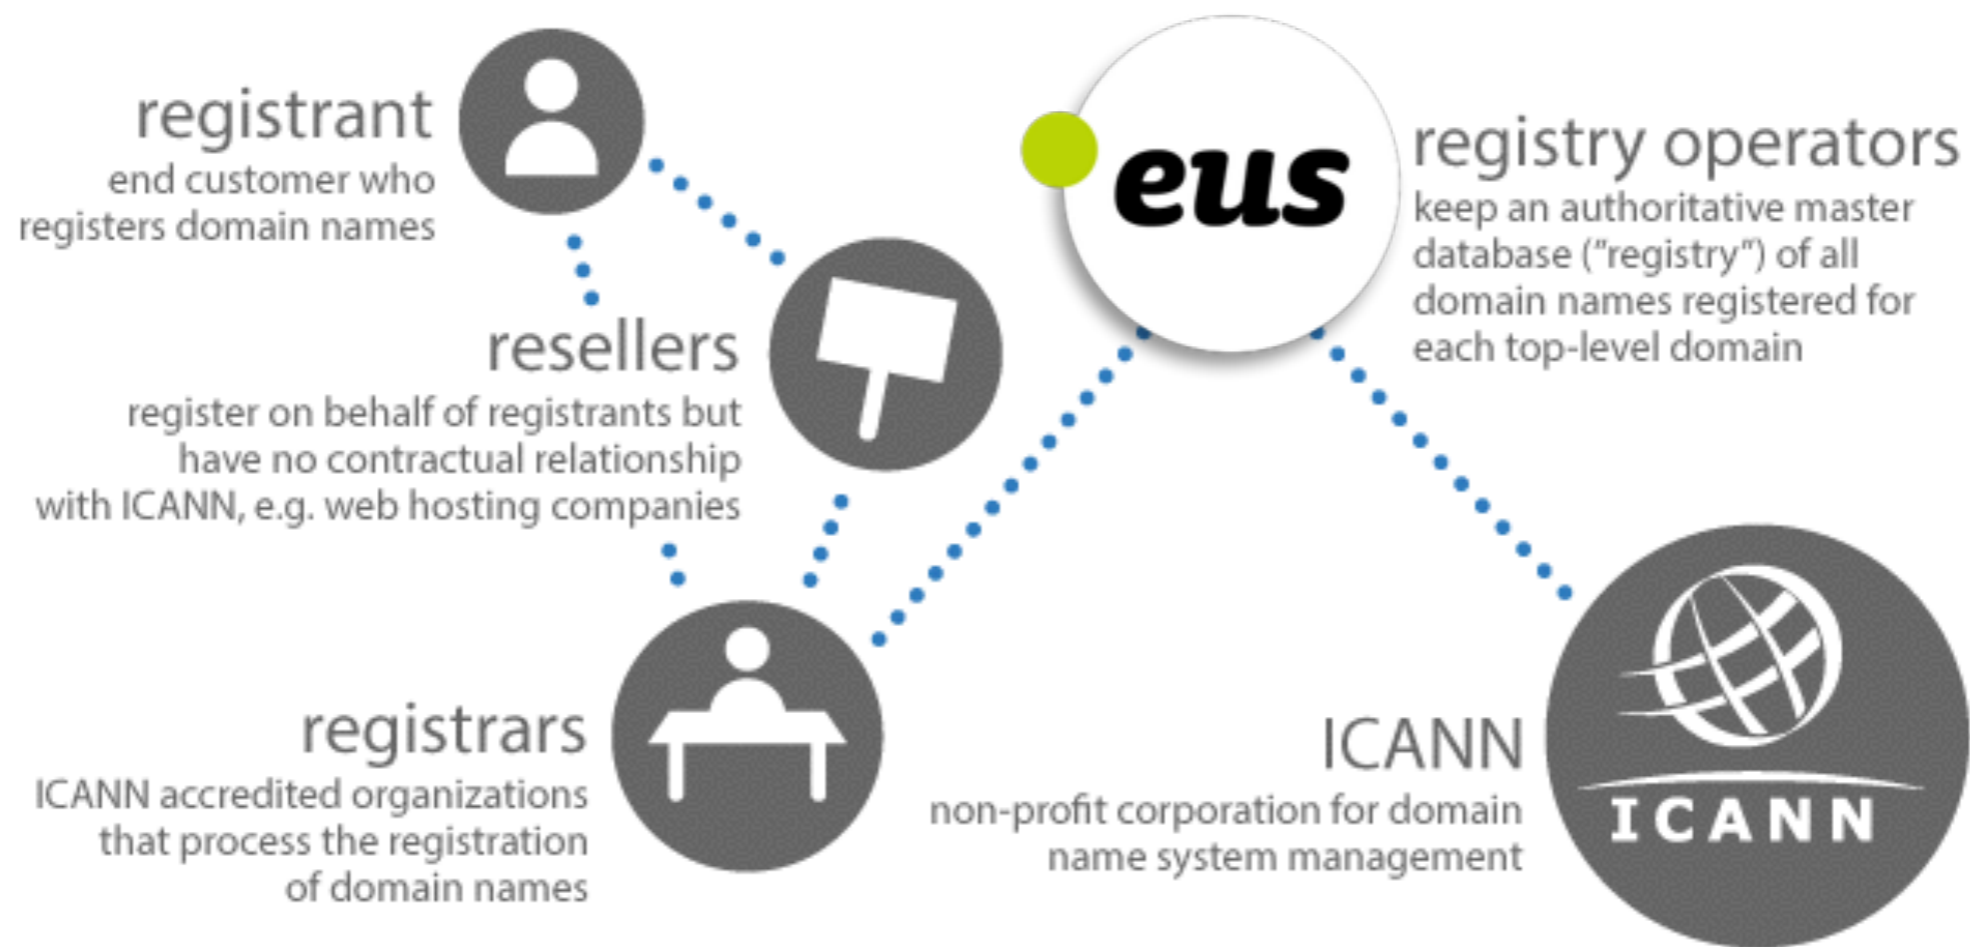 registrant
end customer who
registers domain names
resellers
register on behalf of registrants but
have no contractual relationship
with ICANN, e.g. web hosting companies
registrars
ICANN accredited organizations
that process the registration
of domain names
eus
registry operators
keep an authoritative master
database ("registry") of all
domain names registered for
each top-level domain
ICANN
non-profit corporation for domain
name system management
ICANN